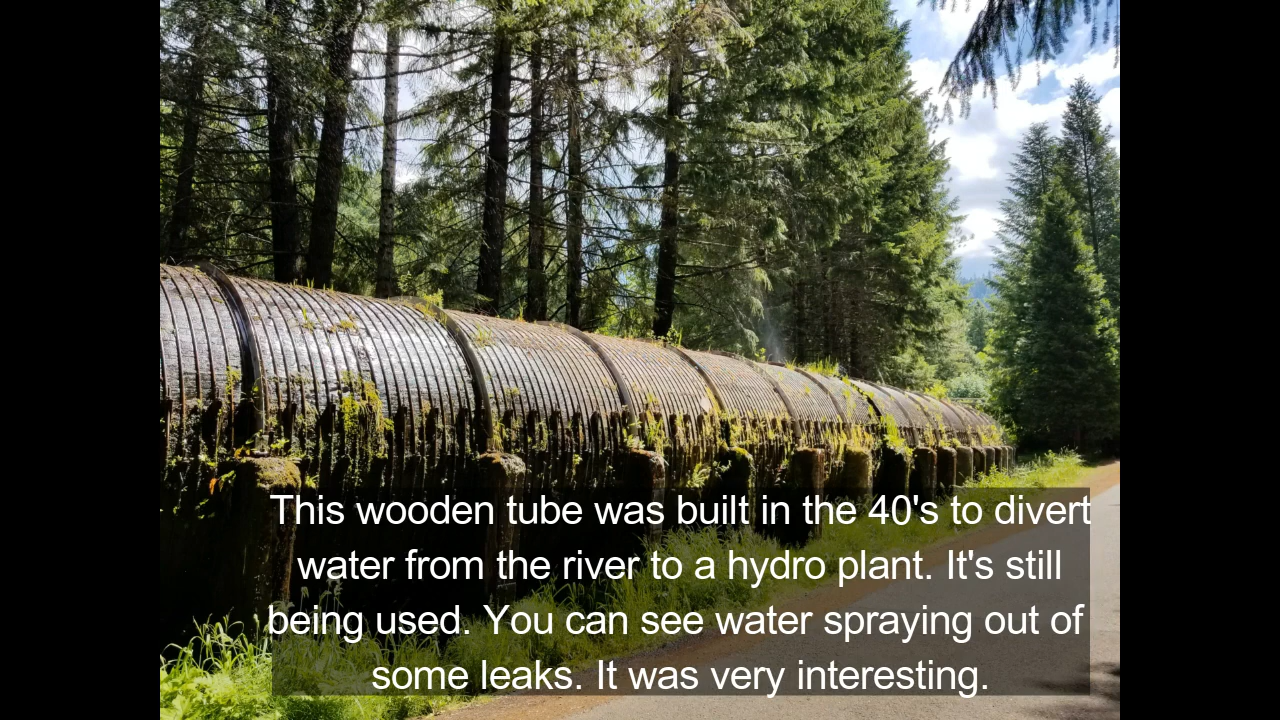 This wooden tube was built in the 40's to divert
water from the river to a hydro plant. It's still
being used. You can see water spraying out of
some leaks. It was very interesting.